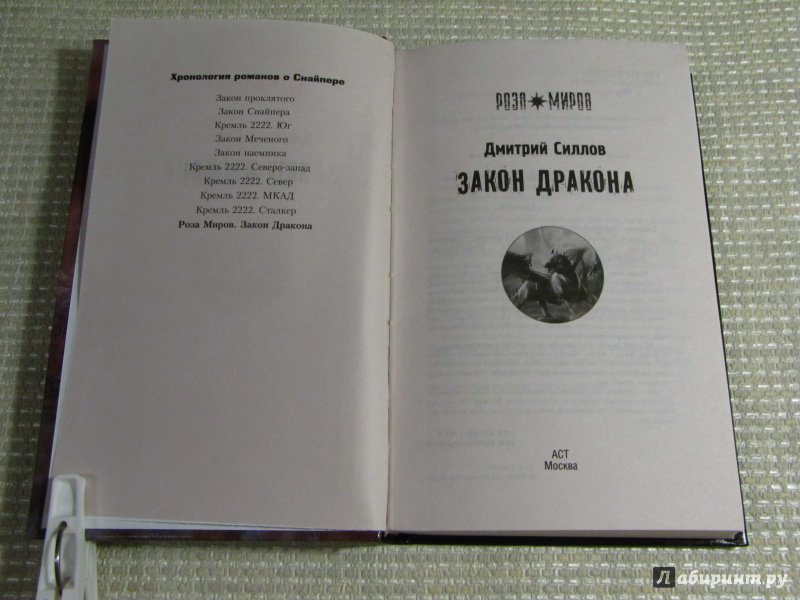 Хронология романов о Снайпере
Закон проклятого
Закон Снайпера
Кремль 2222. Юг
Закон Меченого
Закон наемника
Кремль 2222. Северо-запад
Кремль 2222. Север
Кремль 2222. МКАД
Кремль 2222. Сталкер
Роза Миров. Закон Дракона
РОЗА МИРОВ
Дмитрий Силлов
ЗАКОН ДРАКОНА
АСТ
Москва
Лабиринт.ру